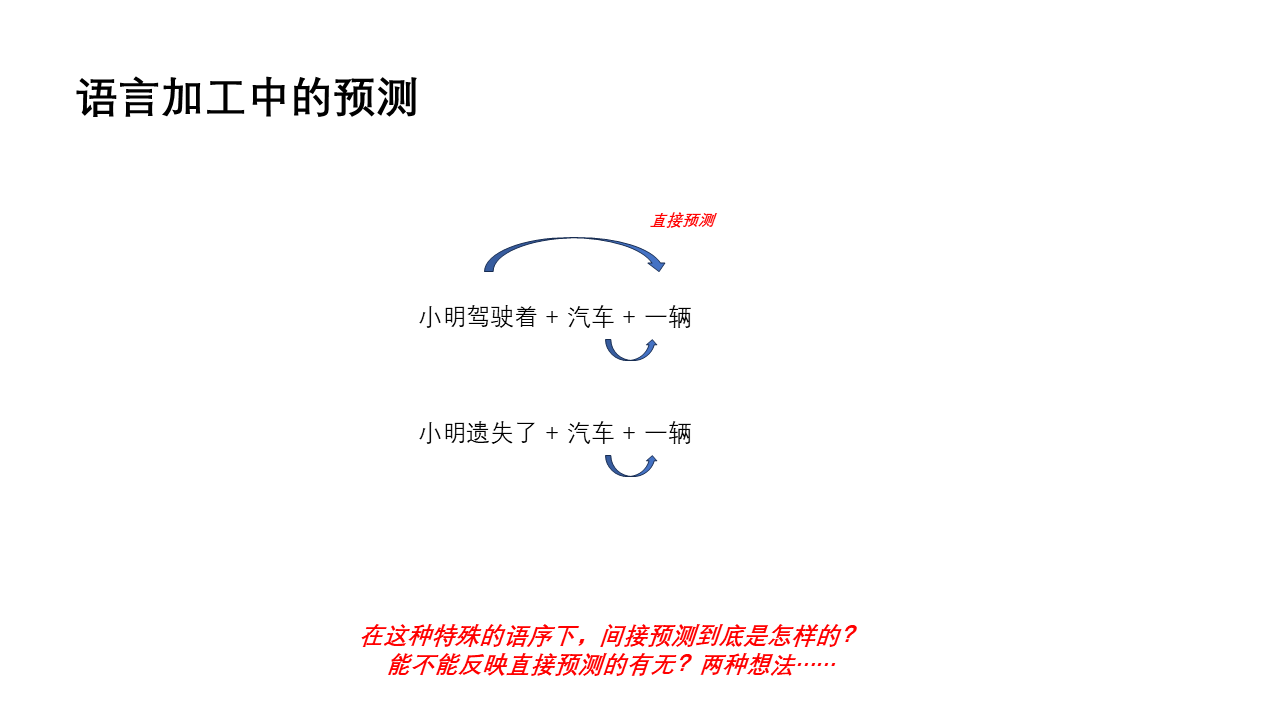 语言加工中的预测
直接预测
小明驾驶着 + 汽车 + 一辆
小明遗失了 + 汽车 + 一辆
在这种特殊的语序下，间接预测到底是怎样的？
能不能反映直接预测的有无？两种想法……